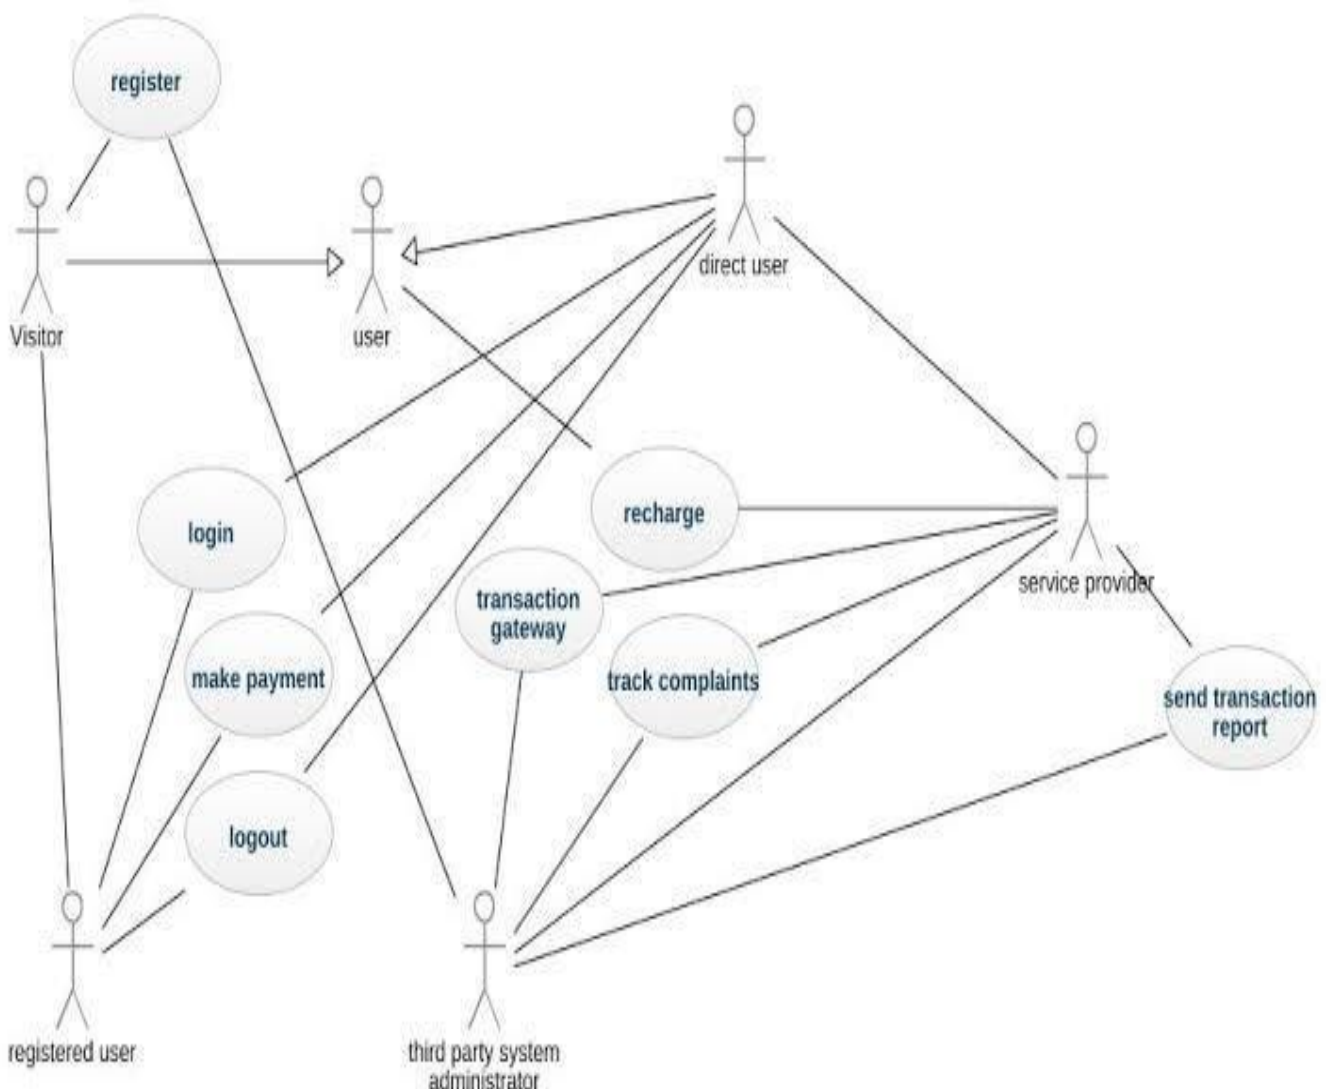 register
direct user
Visitor
user
login
recharge
service provider
transaction
gateway
make payment
track complaints
send transaction
report
logout
registered user
third party system
administrator